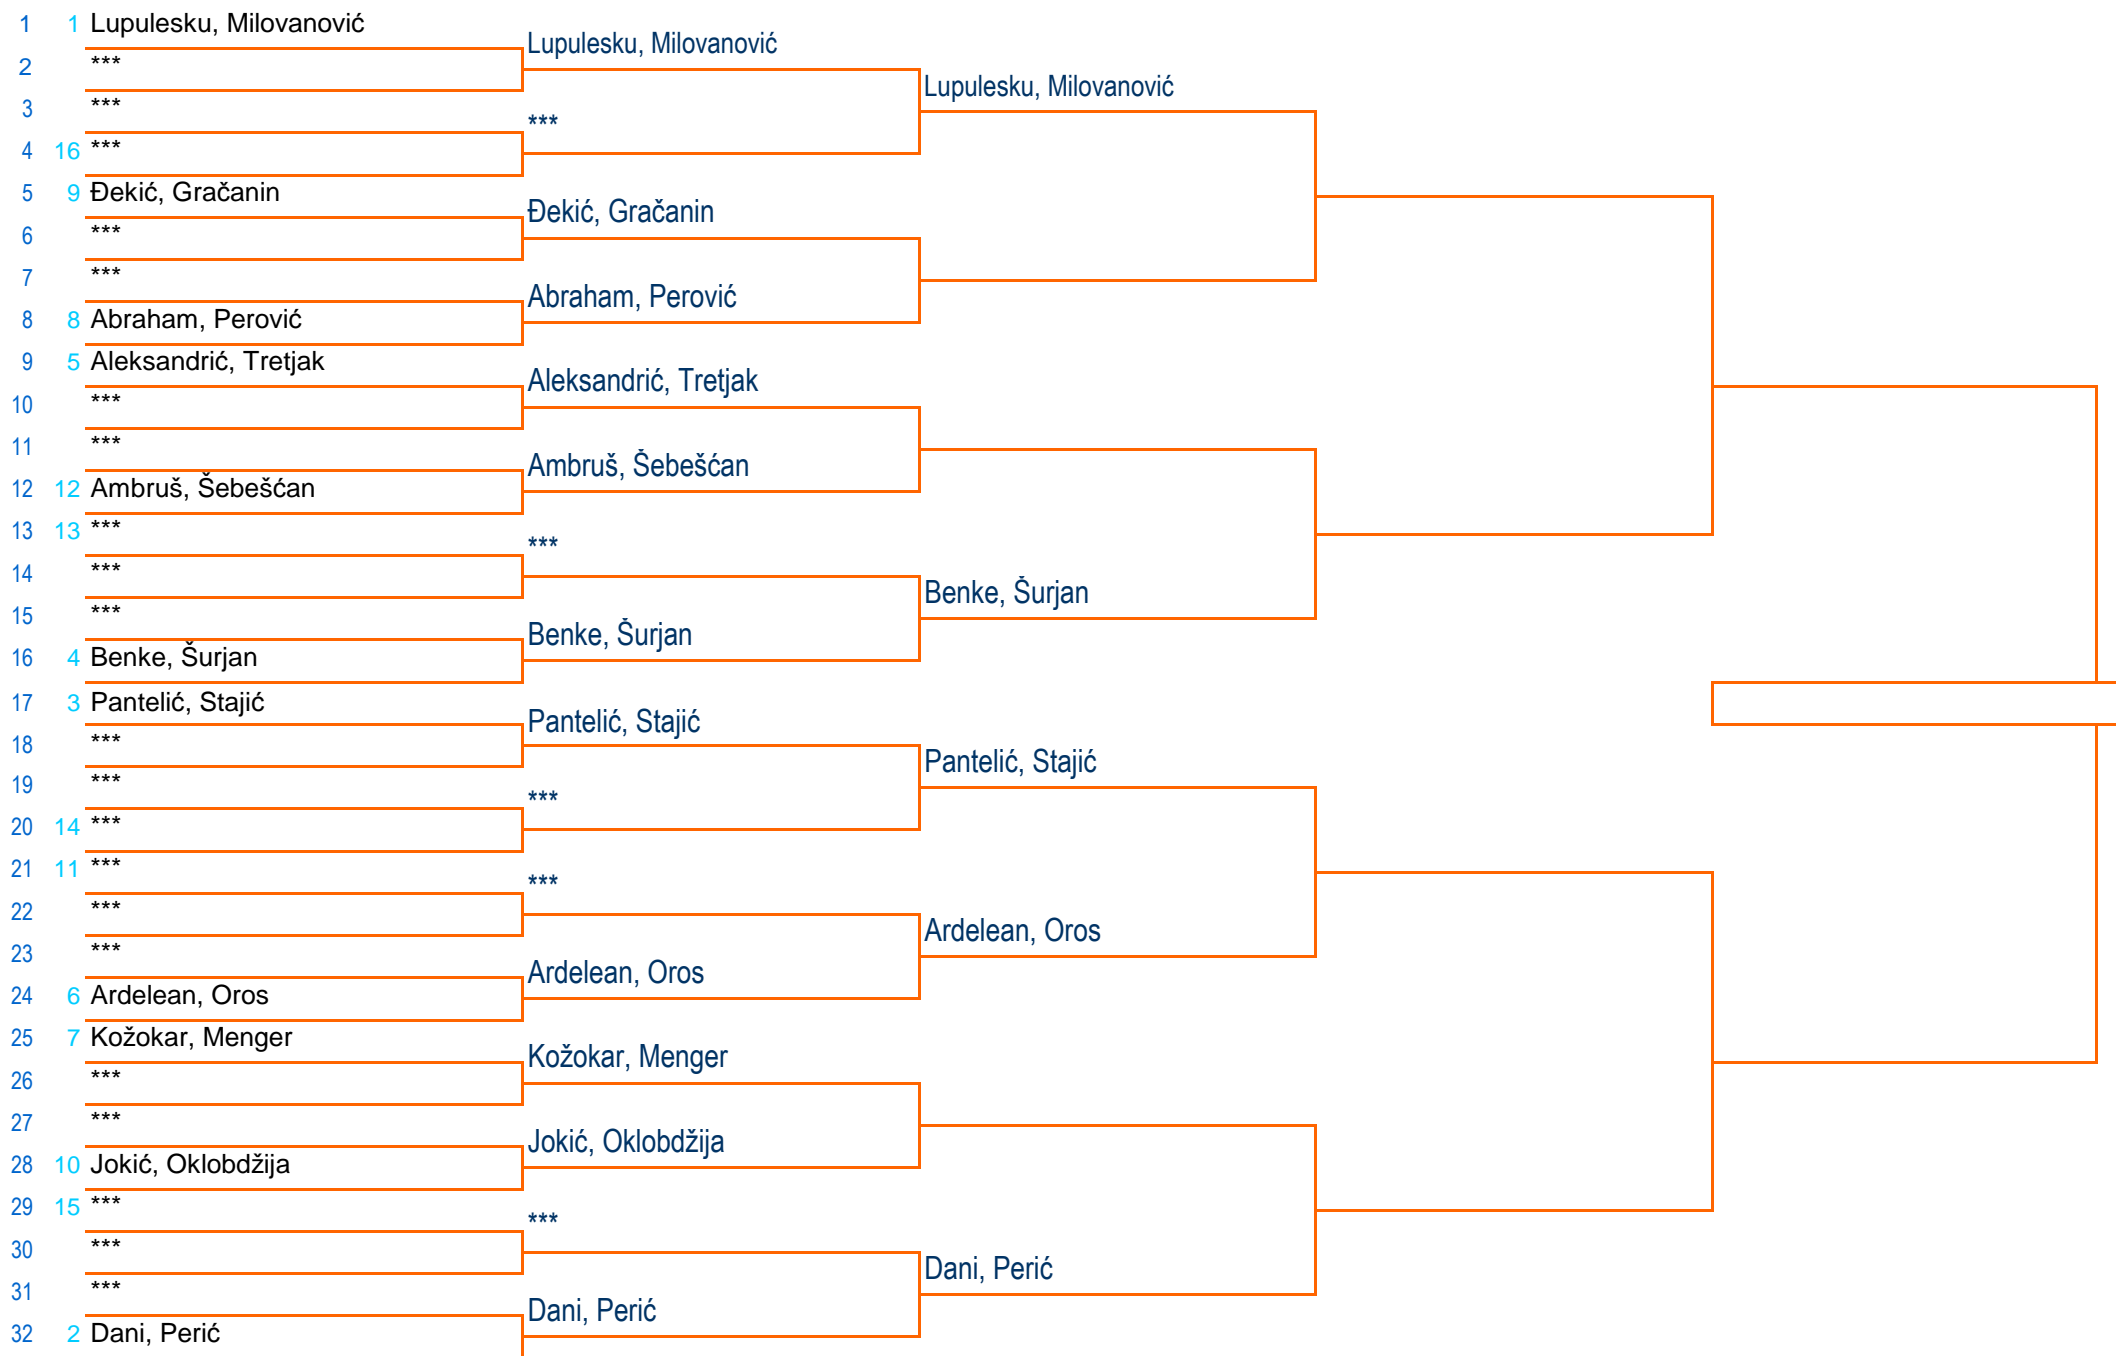 1 1 Lupulesku, Milovanović
Lupulesku, Milovanović
2 ***
Lupulesku, Milovanović
3 ***
***
4 16 ***
5 9 Đekić, Gračanin
Đekić, Gračanin
6 ***
7 ***
Abraham, Perović
8 8 Abraham, Perović
9 5 Aleksandrić, Tretjak
Aleksandrić, Tretjak
10 ***
11 ***
Ambruš, Šebešćan
12 12 Ambruš, Šebešćan
13 13 ***
***
14 ***
Benke, Šurjan
15 ***
Benke, Šurjan
16 4 Benke, Šurjan
17 3 Pantelić, Stajić
Pantelić, Stajić
18 ***
Pantelić, Stajić
19 ***
***
20 14 ***
21 11 ***
***
22 ***
Ardelean, Oros
23 ***
Ardelean, Oros
24 6 Ardelean, Oros
25 7 Kožokar, Menger
Kožokar, Menger
26 ***
27 ***
Jokić, Oklobdžija
28 10 Jokić, Oklobdžija
29 15 ***
***
30 ***
Dani, Perić
31 ***
Dani, Perić
32 2 Dani, Perić